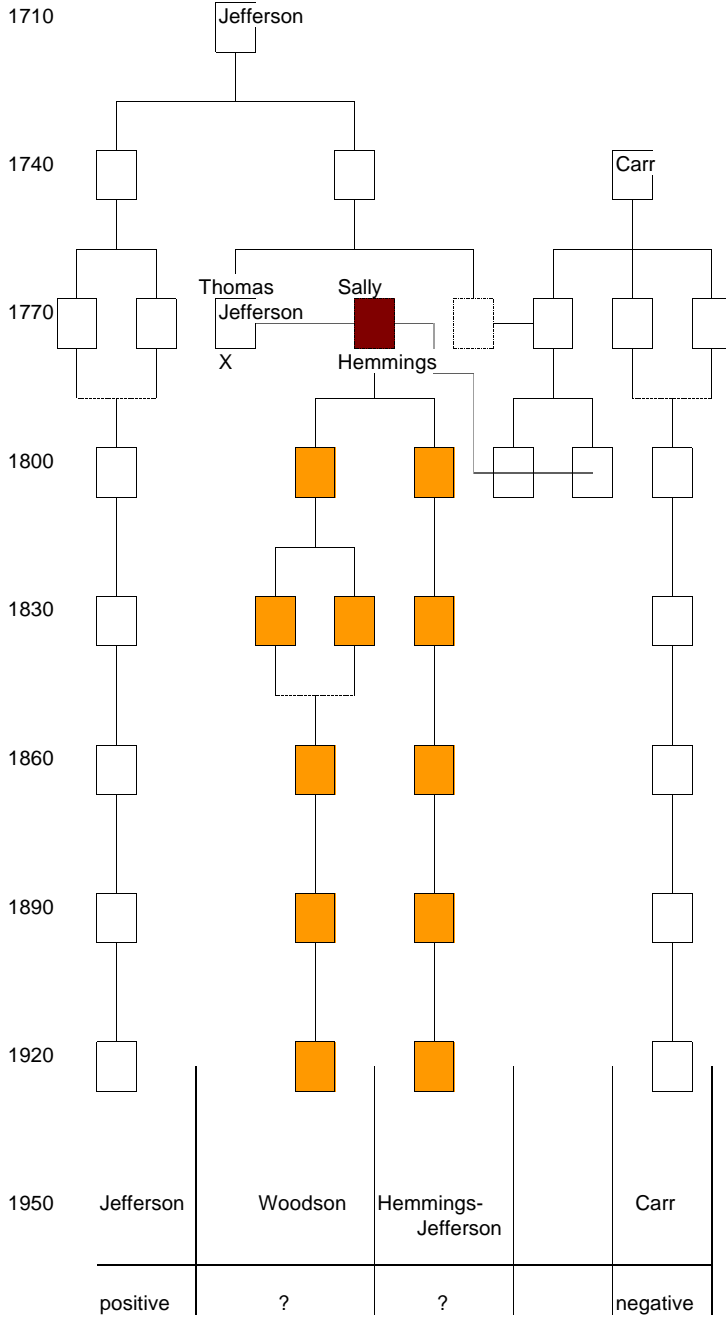 1710 Jefferson
1740 Carr
Thomas Sally
1770 Jefferson
X Hemmings
1800
1830
1860
1890
1920
1950 Jefferson Woodson Hemmings- Carr
Jefferson
positive ? ? negative